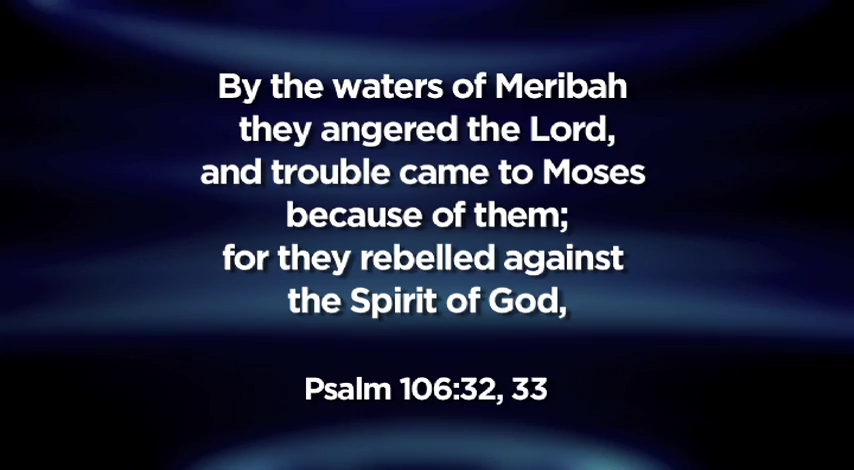 By the waters of Meribah
they angered the Lord,
and trouble came to Moses
because of them;
for they rebelled against
the Spirit of God,
Psalm 106:32, 33